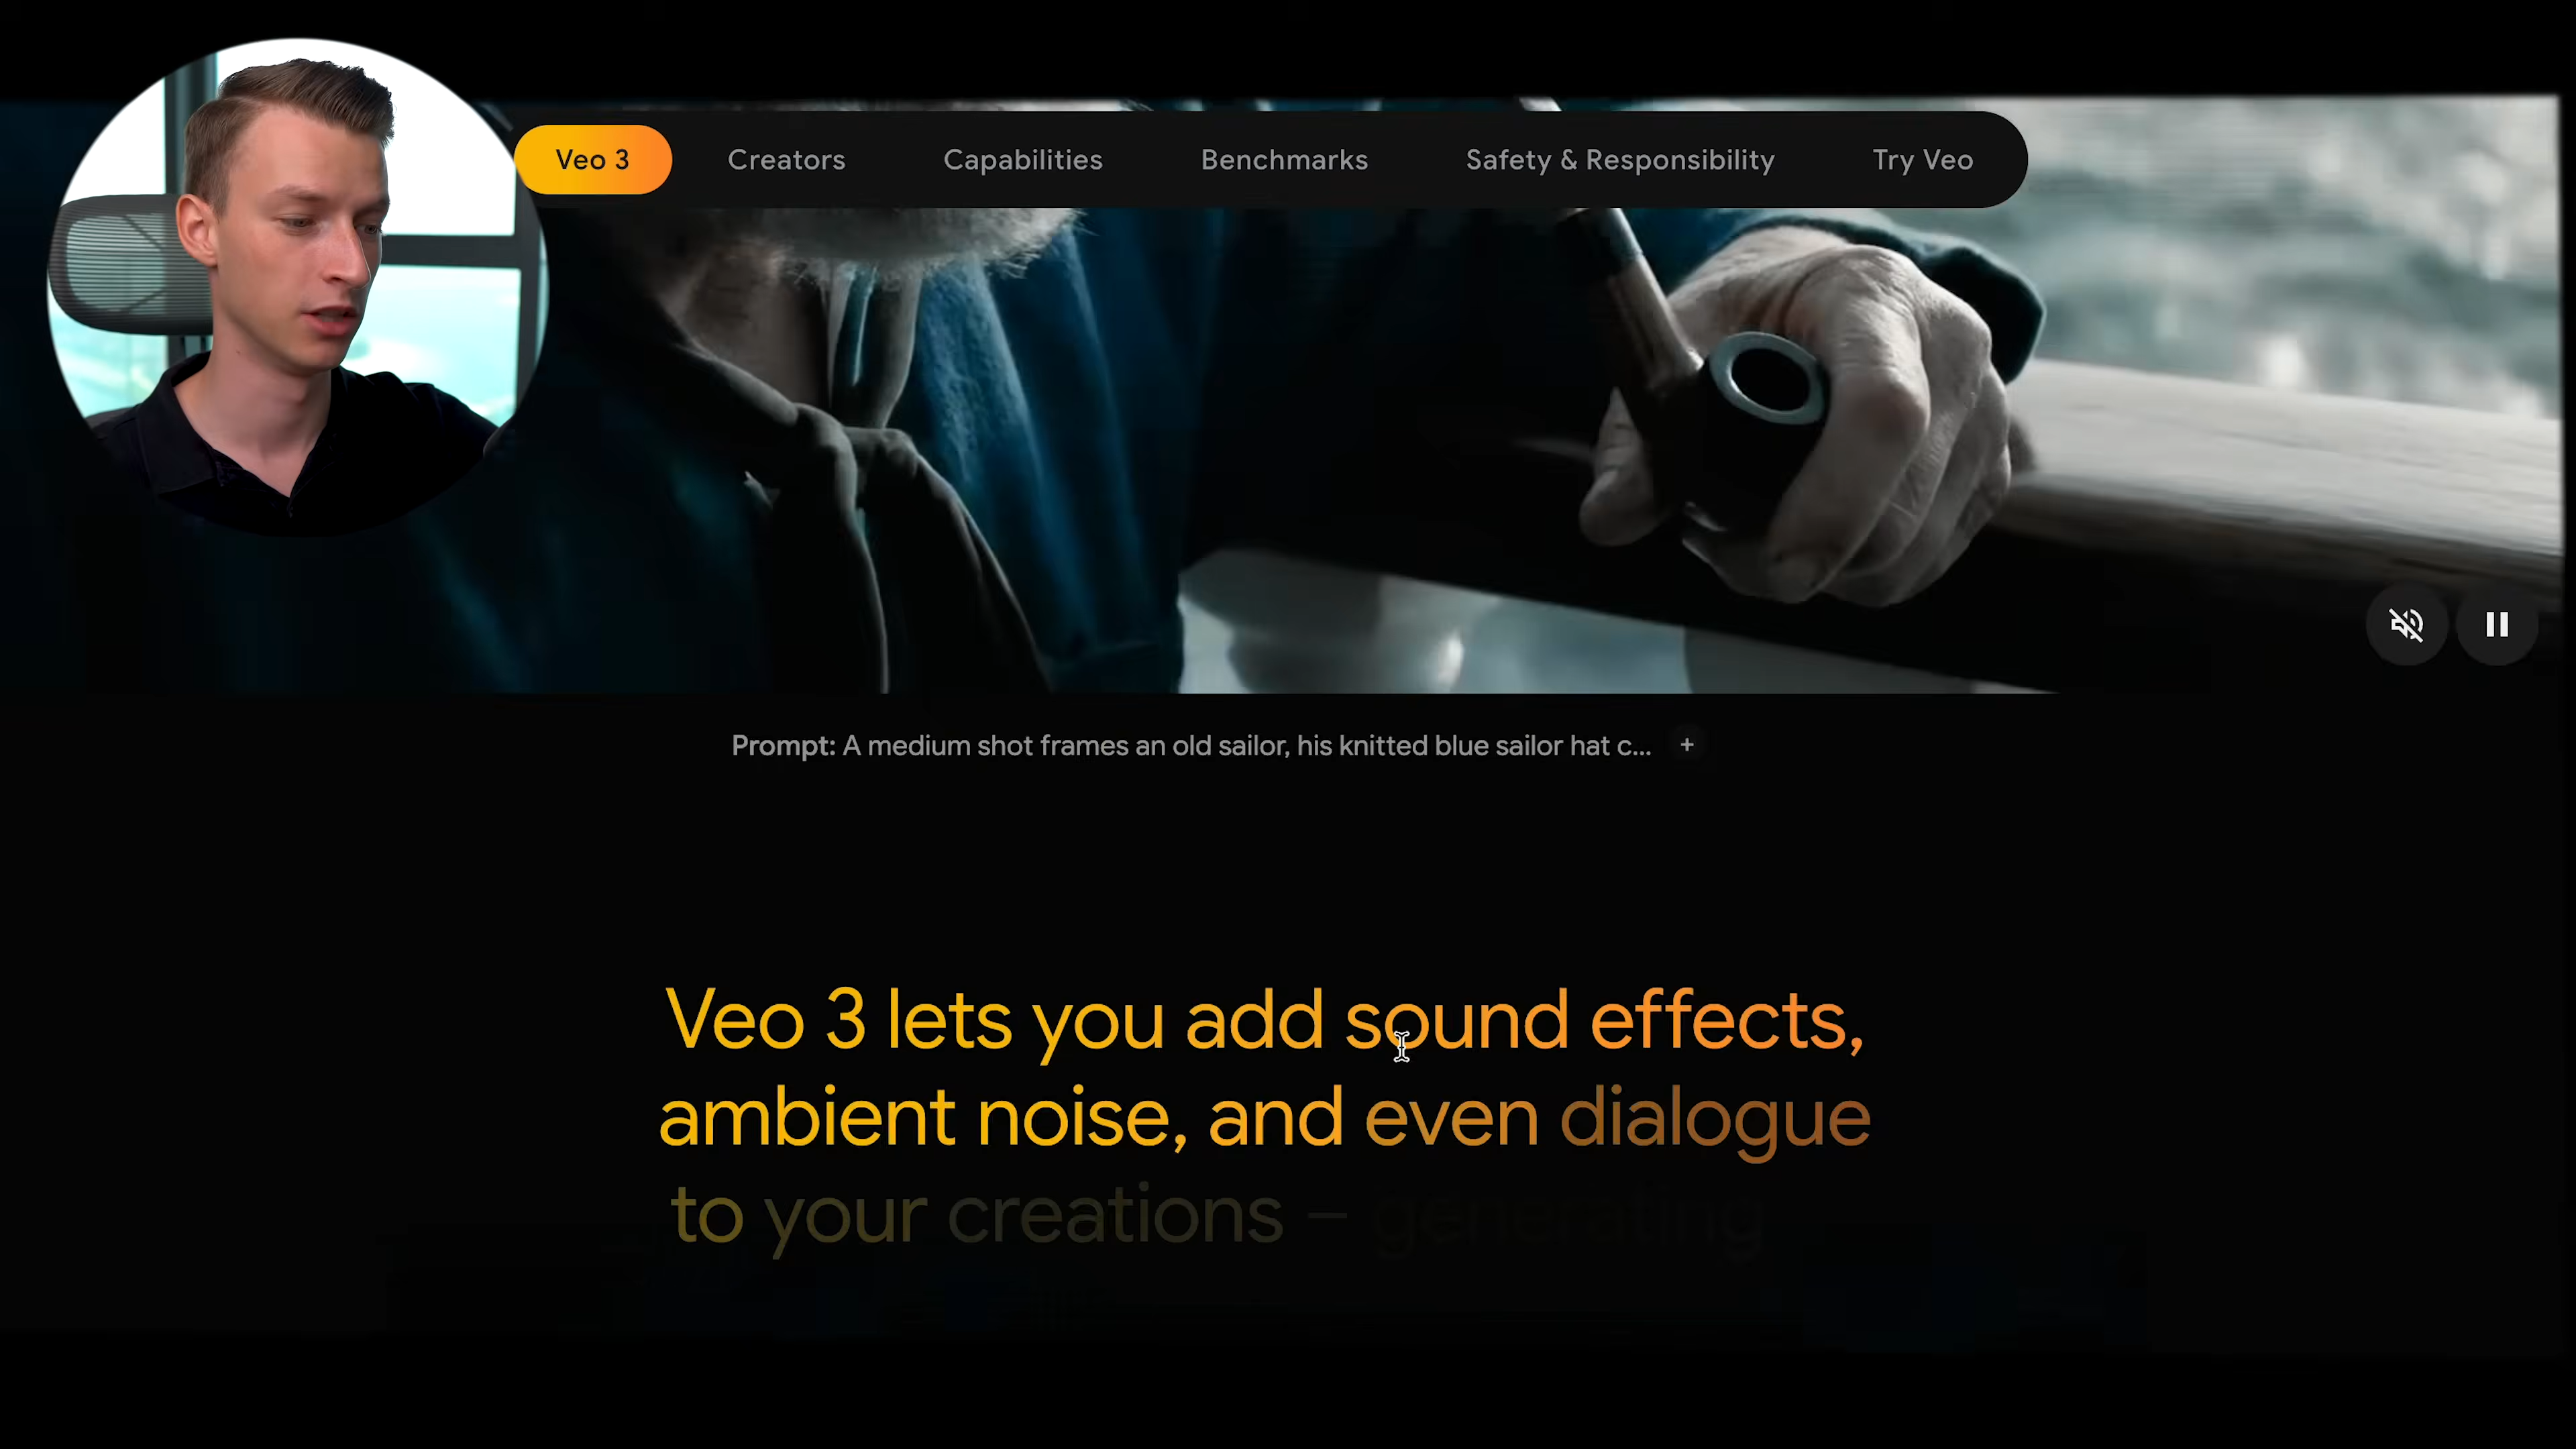 Veo 3
Creators
Capabilities
Benchmarks
Safety & Responsibility
Try Veo
Prompt: A medium shot frames an old sailor, his knitted blue sailor hat c...
Veo 3 lets you add sound effects,
ambient noise, and even dialogue
to your creations – generating